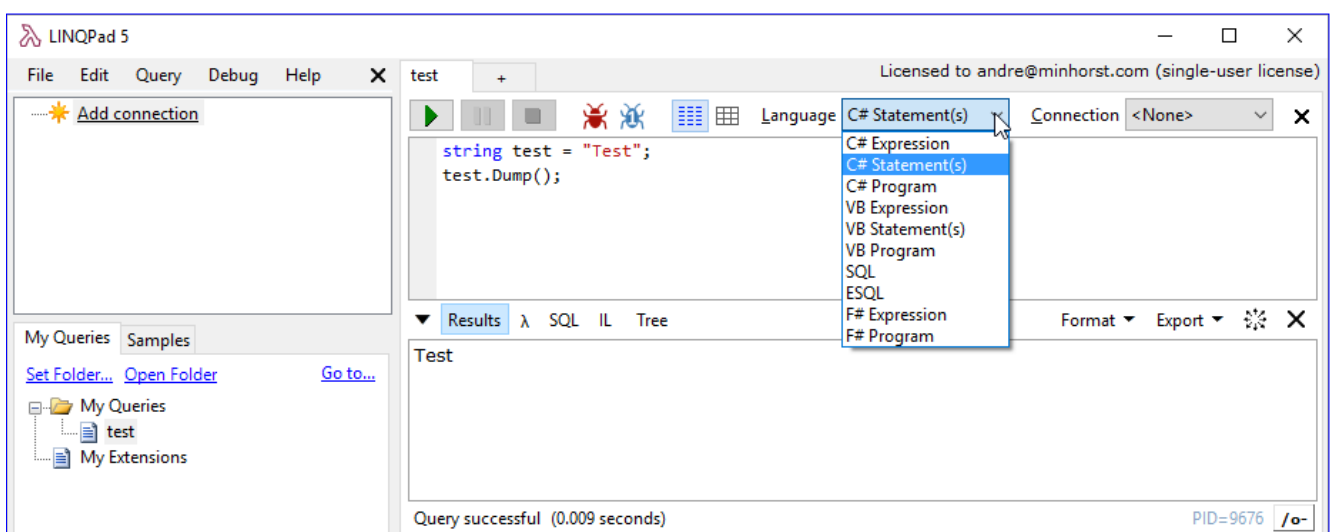 LINQPad 5
File Edit Query Debug Help
Add connection
My Queries Samples
Set Folder... Open Folder Go to...
My Queries
test
My Extensions
test +
Licensed to andre@minhorst.com (single-user license)
Language C# Statement(s) Connection <None>
string test = "Test";
test.Dump();
C# Expression
C# Statement(s)
C# Program
VB Expression
VB Statement(s)
VB Program
SQL
ESQL
F# Expression
F# Program
Results λ SQL IL Tree Format Export
Test
Query successful (0.009 seconds) PID=9676 /o-